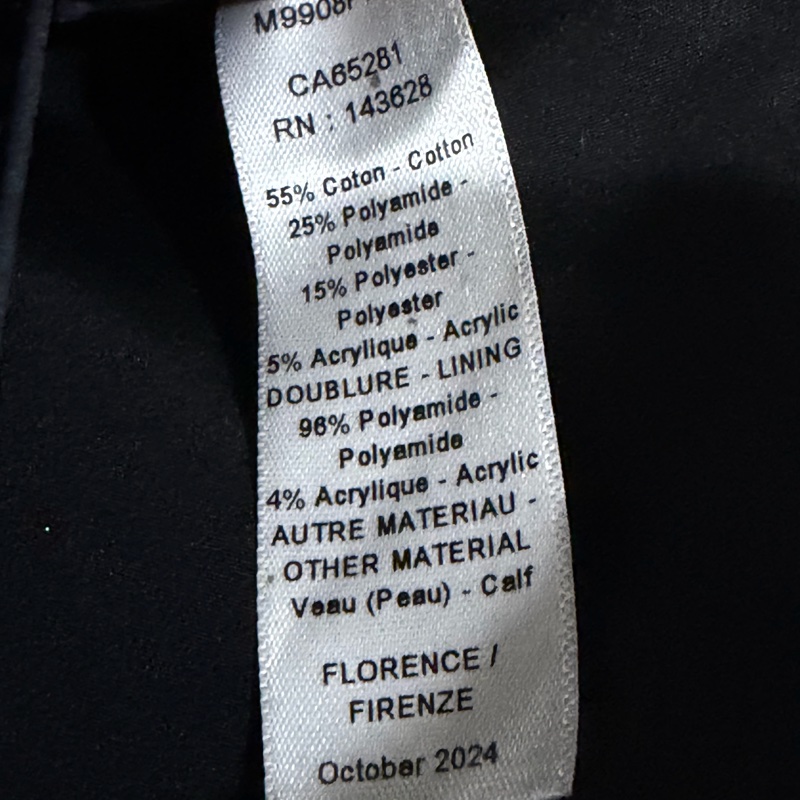 CA65281
RN : 143628
55% Coton - Cotton
25% Polyamide -
Polyamide
15% Polyester -
Polyester
5% Acrylique - Acrylic
DOUBLURE - LINING
96% Polyamide -
Polyamide
4% Acrylique - Acrylic
AUTRE MATERIAU -
OTHER MATERIAL
Veau (Peau) - Calf
FLORENCE /
FIRENZE
October 2024